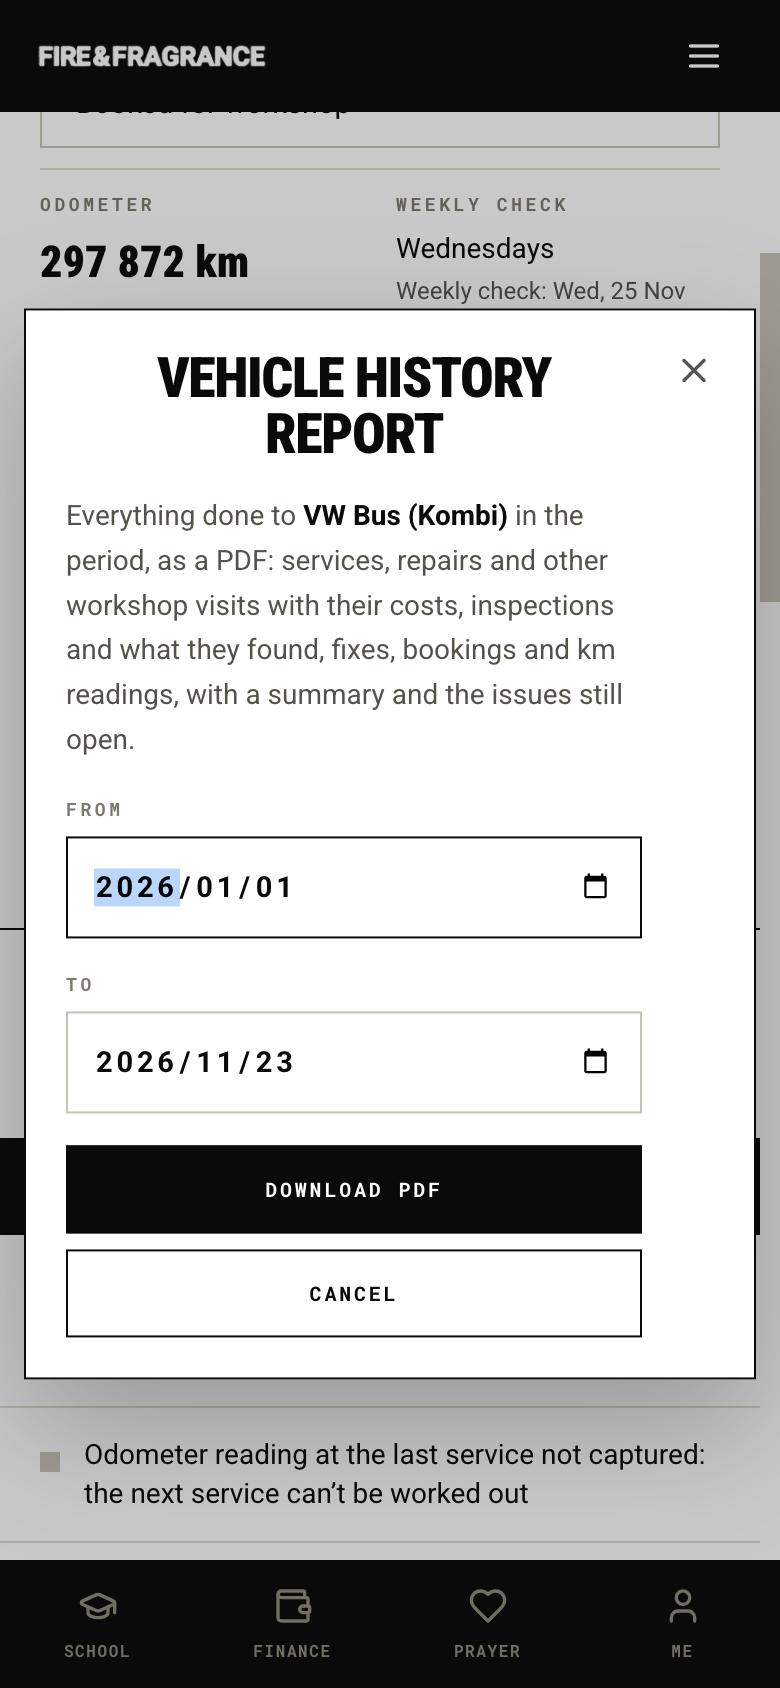 FIRE&FRAGRANCE
Booked for workshop
ODOMETER
297 872 km
WEEKLY CHECK
Wednesdays
Weekly check: Wed, 25 Nov
VEHICLE HISTORY
REPORT
Everything done to VW Bus (Kombi) in the
period, as a PDF: services, repairs and other
workshop visits with their costs, inspections
and what they found, fixes, bookings and km
readings, with a summary and the issues still
open.
FROM
2026/01/01
TO
2026/11/23
DOWNLOAD PDF
CANCEL
Odometer reading at the last service not captured:
the next service can’t be worked out
SCHOOL
FINANCE
PRAYER
ME